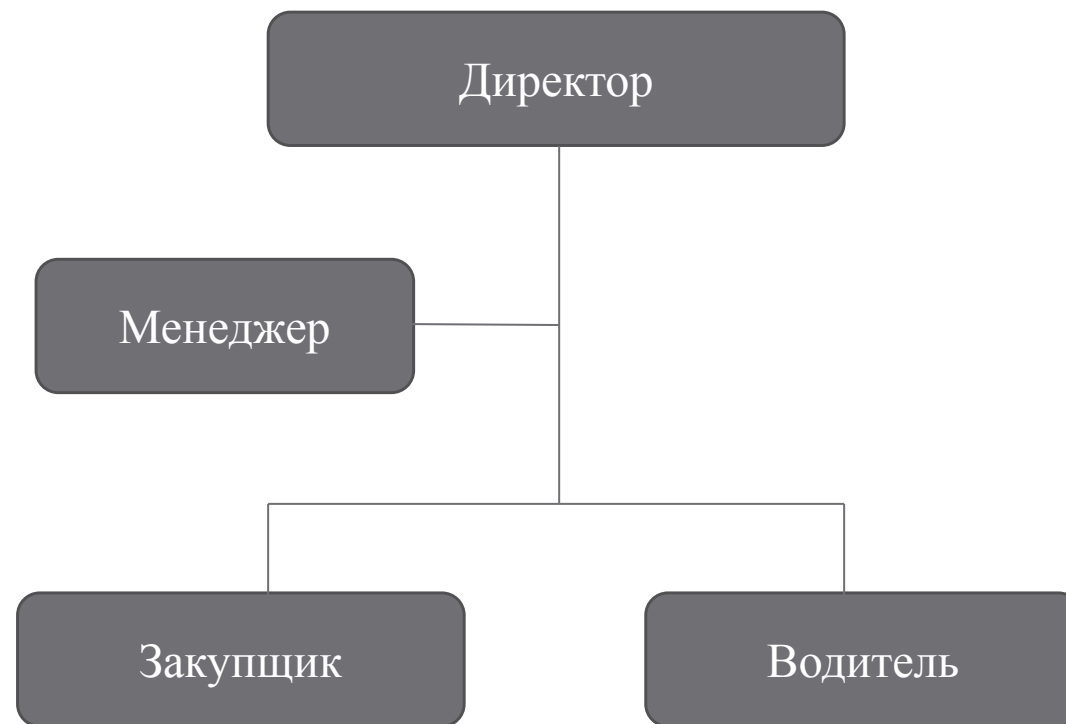 Директор
Менеджер
Закупщик
Водитель